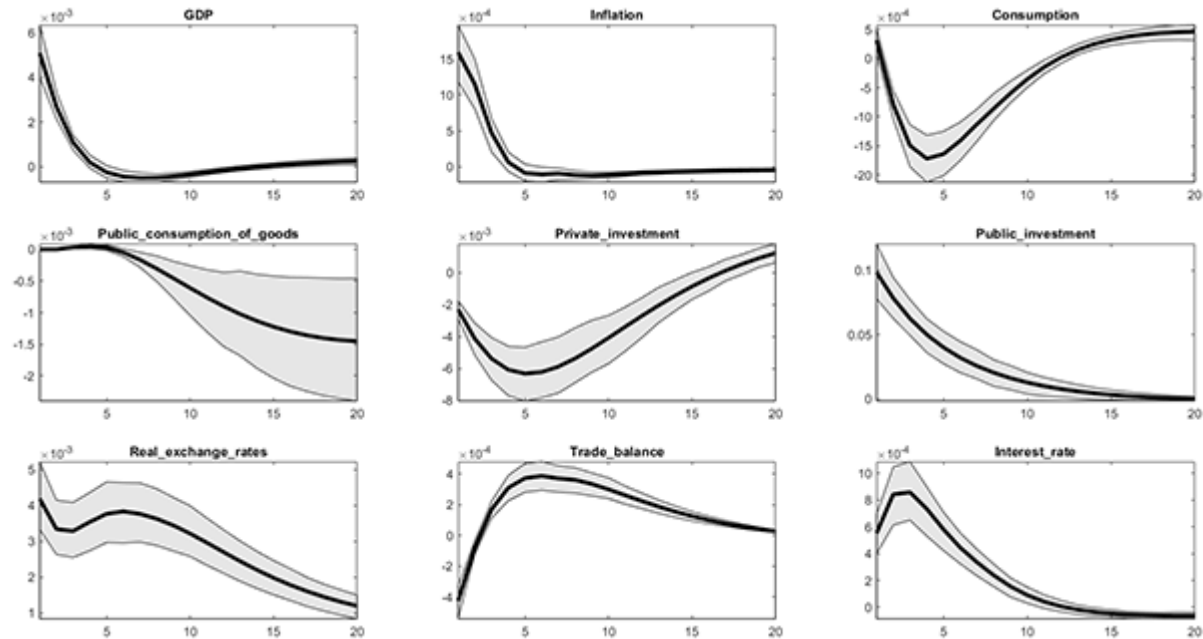 GDP
×10⁻³
6
4
2
0
5 10 15 20
Inflation
×10⁻⁴
15
10
5
0
5 10 15 20
Consumption
×10⁻⁴
5
0
-5
-10
-15
-20
5 10 15 20
Public_consumption_of_goods
×10⁻³
0
-0.5
-1
-1.5
-2
5 10 15 20
Private_investment
×10⁻³
0
-2
-4
-6
-8
5 10 15 20
Public_investment
0.1
0.05
0
5 10 15 20
Real_exchange_rates
×10⁻³
5
4
3
2
1
5 10 15 20
Trade_balance
×10⁻⁴
4
2
0
-2
-4
5 10 15 20
Interest_rate
×10⁻⁴
10
8
6
4
2
0
5 10 15 20